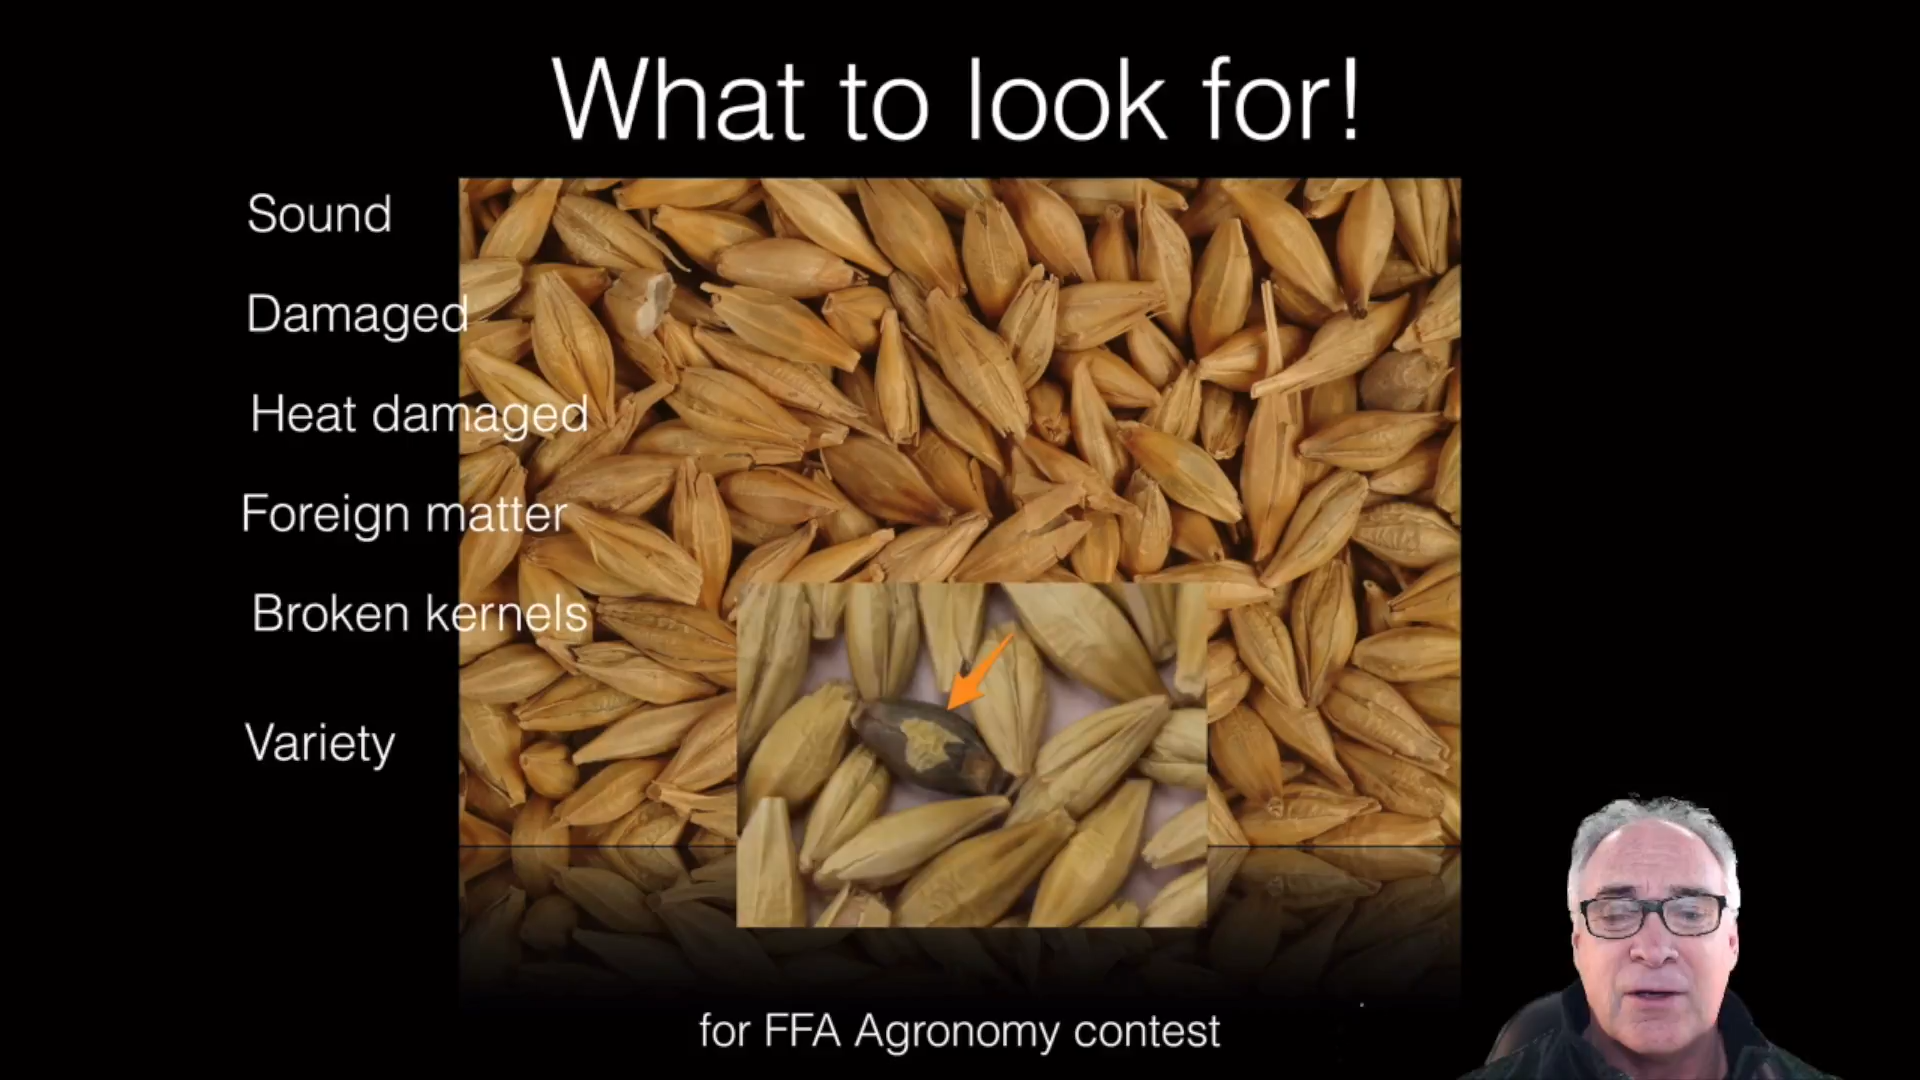 What to look for!
Sound
Damaged
Heat damaged
Foreign matter
Broken kernels
Variety
for FFA Agronomy contest